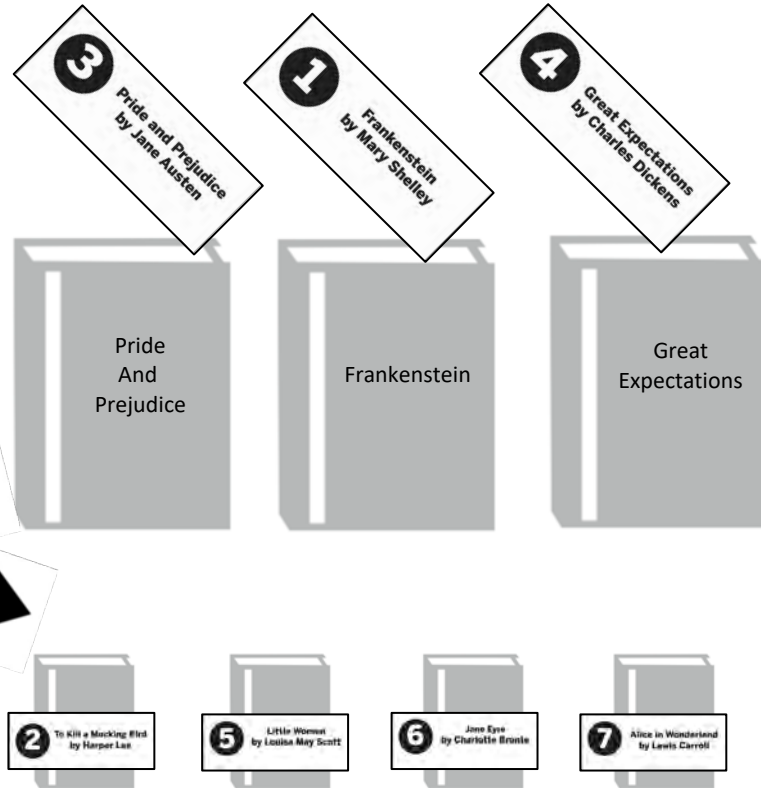 3
Pride and Prejudice
by Jane Austen
1
Frankenstein
by Mary Shelley
4
Great Expectations
by Charles Dickens
Pride
And
Prejudice
Frankenstein
Great
Expectations
2
To Kill a Mocking Bird
by Harper Lee
5
Little Women
by Louisa May Scott
6
Jane Eyre
by Charlotte Bronte
7
Alice in Wonderland
by Lewis Carroll